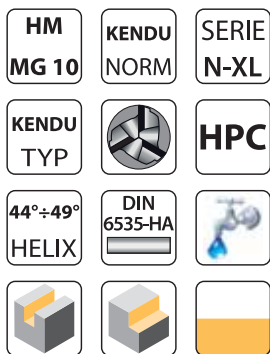 HM
MG 10
KENDU
NORM
SERIE
N-XL
KENDU
TYP
HPC
44°÷49°
HELIX
DIN
6535-HA